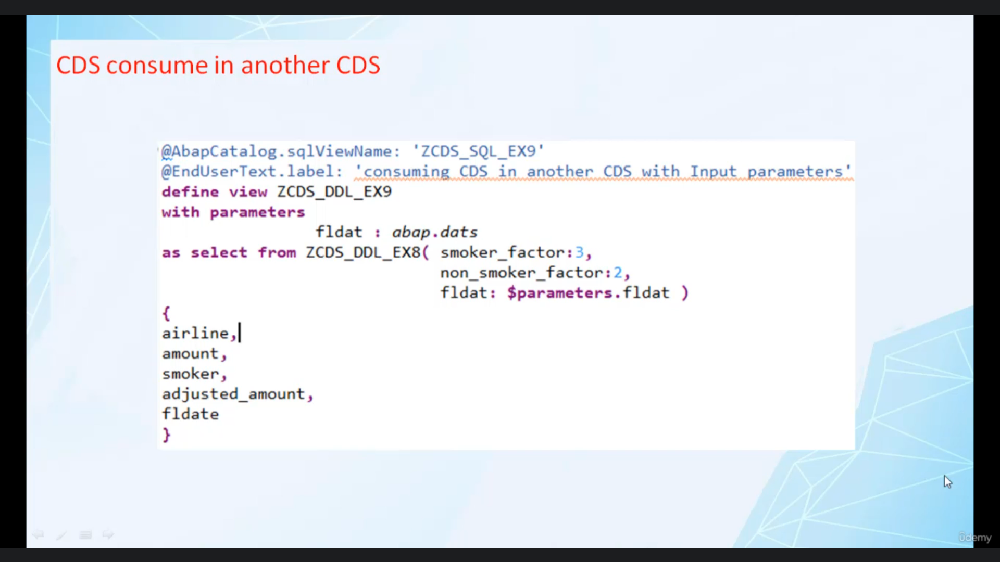 CDS consume in another CDS
@AbapCatalog.sqlViewName: 'ZCDS_SQL_EX9'
@EndUserText.label: 'consuming CDS in another CDS with Input parameters'
define view ZCDS_DDL_EX9
with parameters
fldat : abap.dats
as select from ZCDS_DDL_EX8( smoker_factor:3,
non_smoker_factor:2,
fldat: $parameters.fldat )
{
airline,
amount,
smoker,
adjusted_amount,
fldate
}
ûdemy